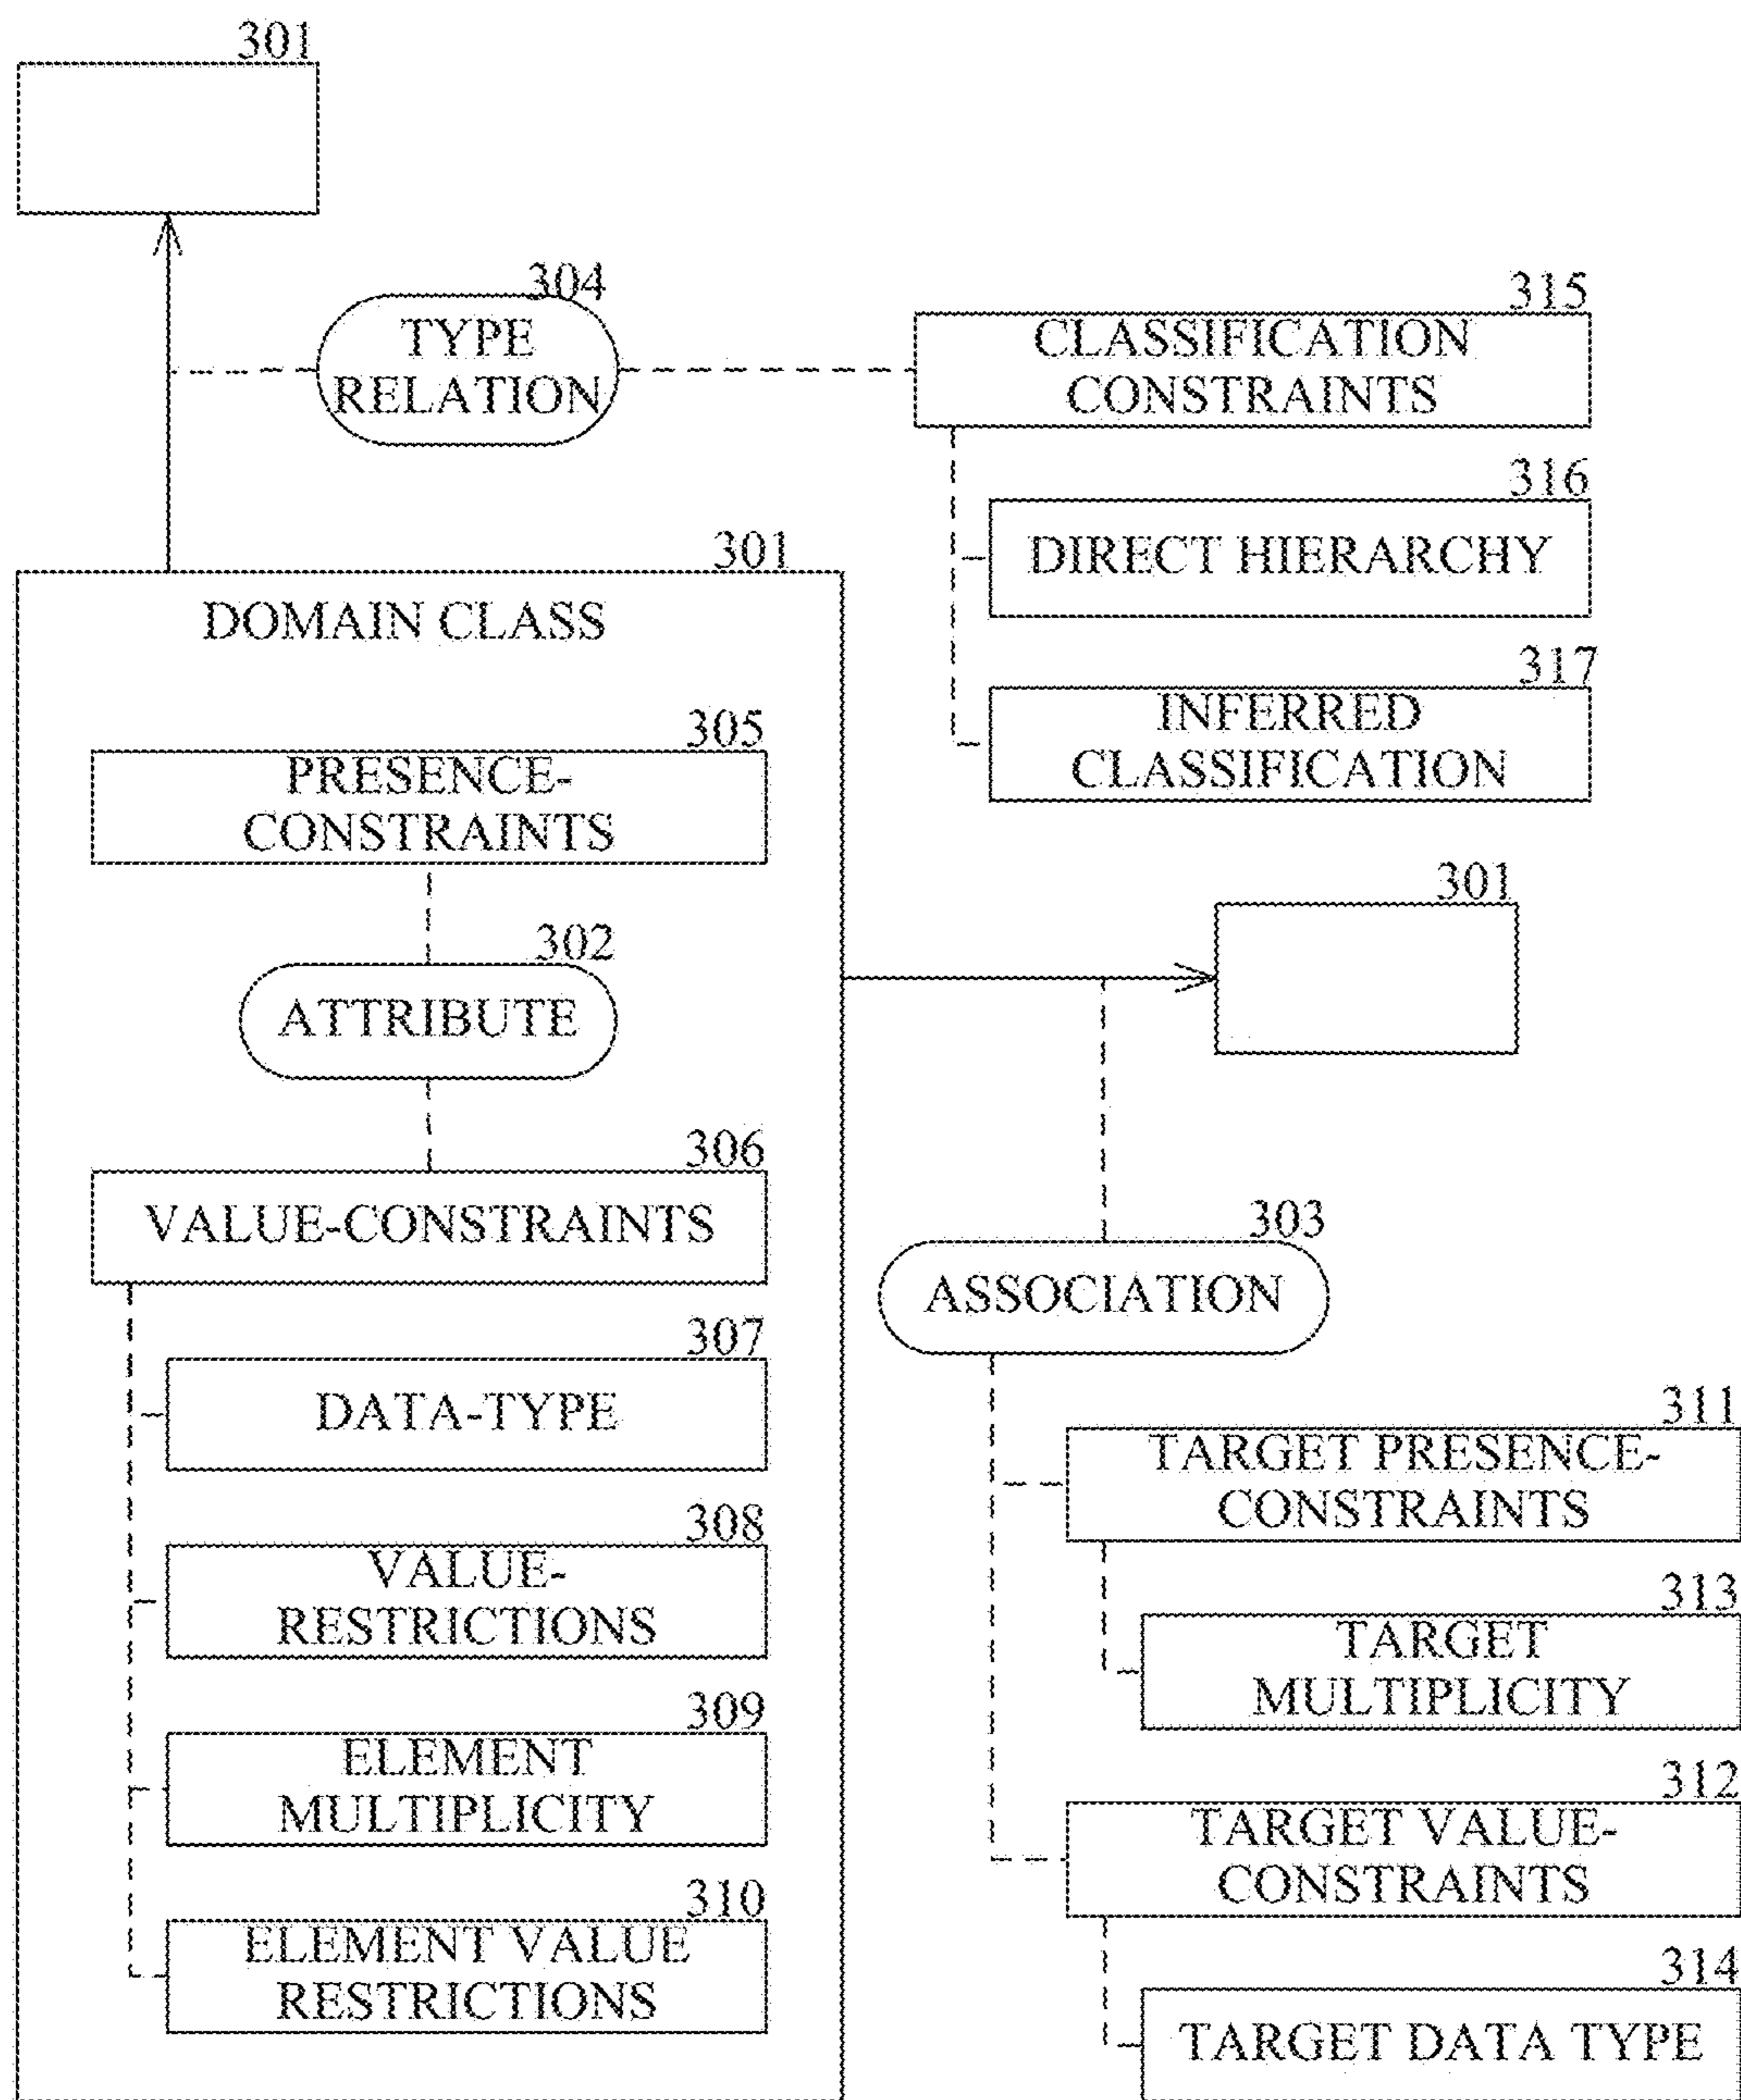 301
304
TYPE
RELATION
315
CLASSIFICATION
CONSTRAINTS
316
DIRECT HIERARCHY
317
INFERRED
CLASSIFICATION
301
DOMAIN CLASS
305
PRESENCE-
CONSTRAINTS
302
ATTRIBUTE
306
VALUE-CONSTRAINTS
307
DATA-TYPE
308
VALUE-
RESTRICTIONS
309
ELEMENT
MULTIPLICITY
310
ELEMENT VALUE
RESTRICTIONS
301
303
ASSOCIATION
311
TARGET PRESENCE-
CONSTRAINTS
313
TARGET
MULTIPLICITY
312
TARGET VALUE-
CONSTRAINTS
314
TARGET DATA TYPE